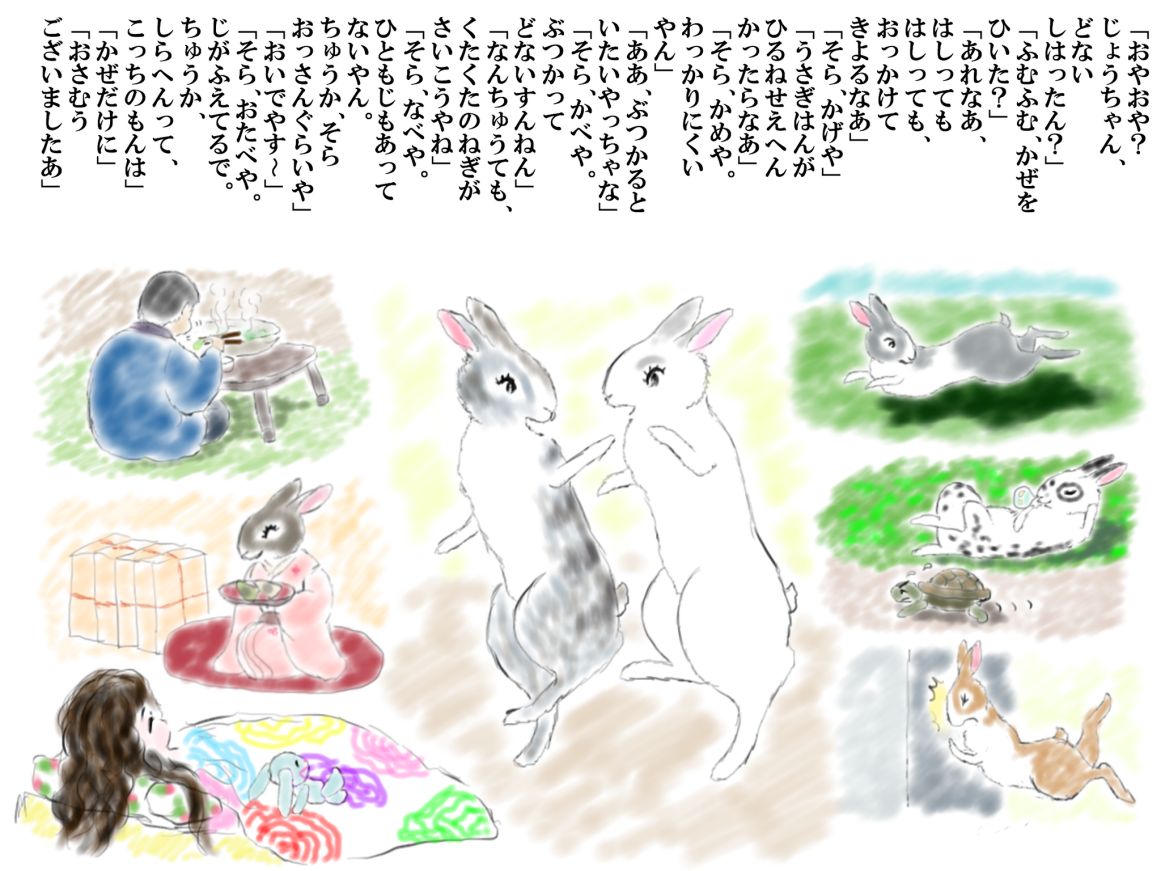 「おやおや？
じょうちゃん、
どない
しはったん？」
「ふむふむ、かぜを
ひいた？」
「あれなあ、
はしっても
はしっても、
おっかけて
きよるなあ」
「そら、かげや」
「うさぎはんが
ひるねせえへん
かったらなあ」
「そら、かめや。
わっかりにくい
やん」
「ああ、ぶつかると
いたいやっちゃな」
「そら、かべや。
ぶつかって
どないすんねん」
「なんちゅうても、
くたくたのねぎが
さいこうやね」
「そら、なべや。
ひともじもあって
ないやん。
ちゅうか、そら
おっさんぐらいや」
「おいでやす～」
「そら、おたべや。
じがふえてるで。
ちゅうか、
しらへんって、
こっちのもんは」
「かぜだけに」
「おさむう
ございましたあ」